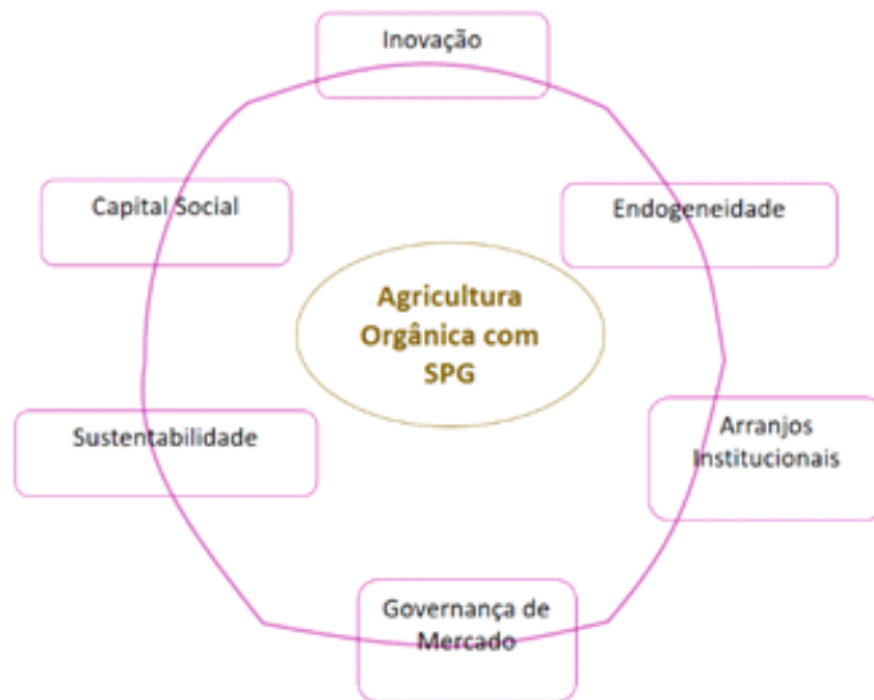 Inovação
Capital Social
Endogeneidade
Agricultura
Orgânica com
SPG
Sustentabilidade
Arranjos
Institucionais
Governança de
Mercado